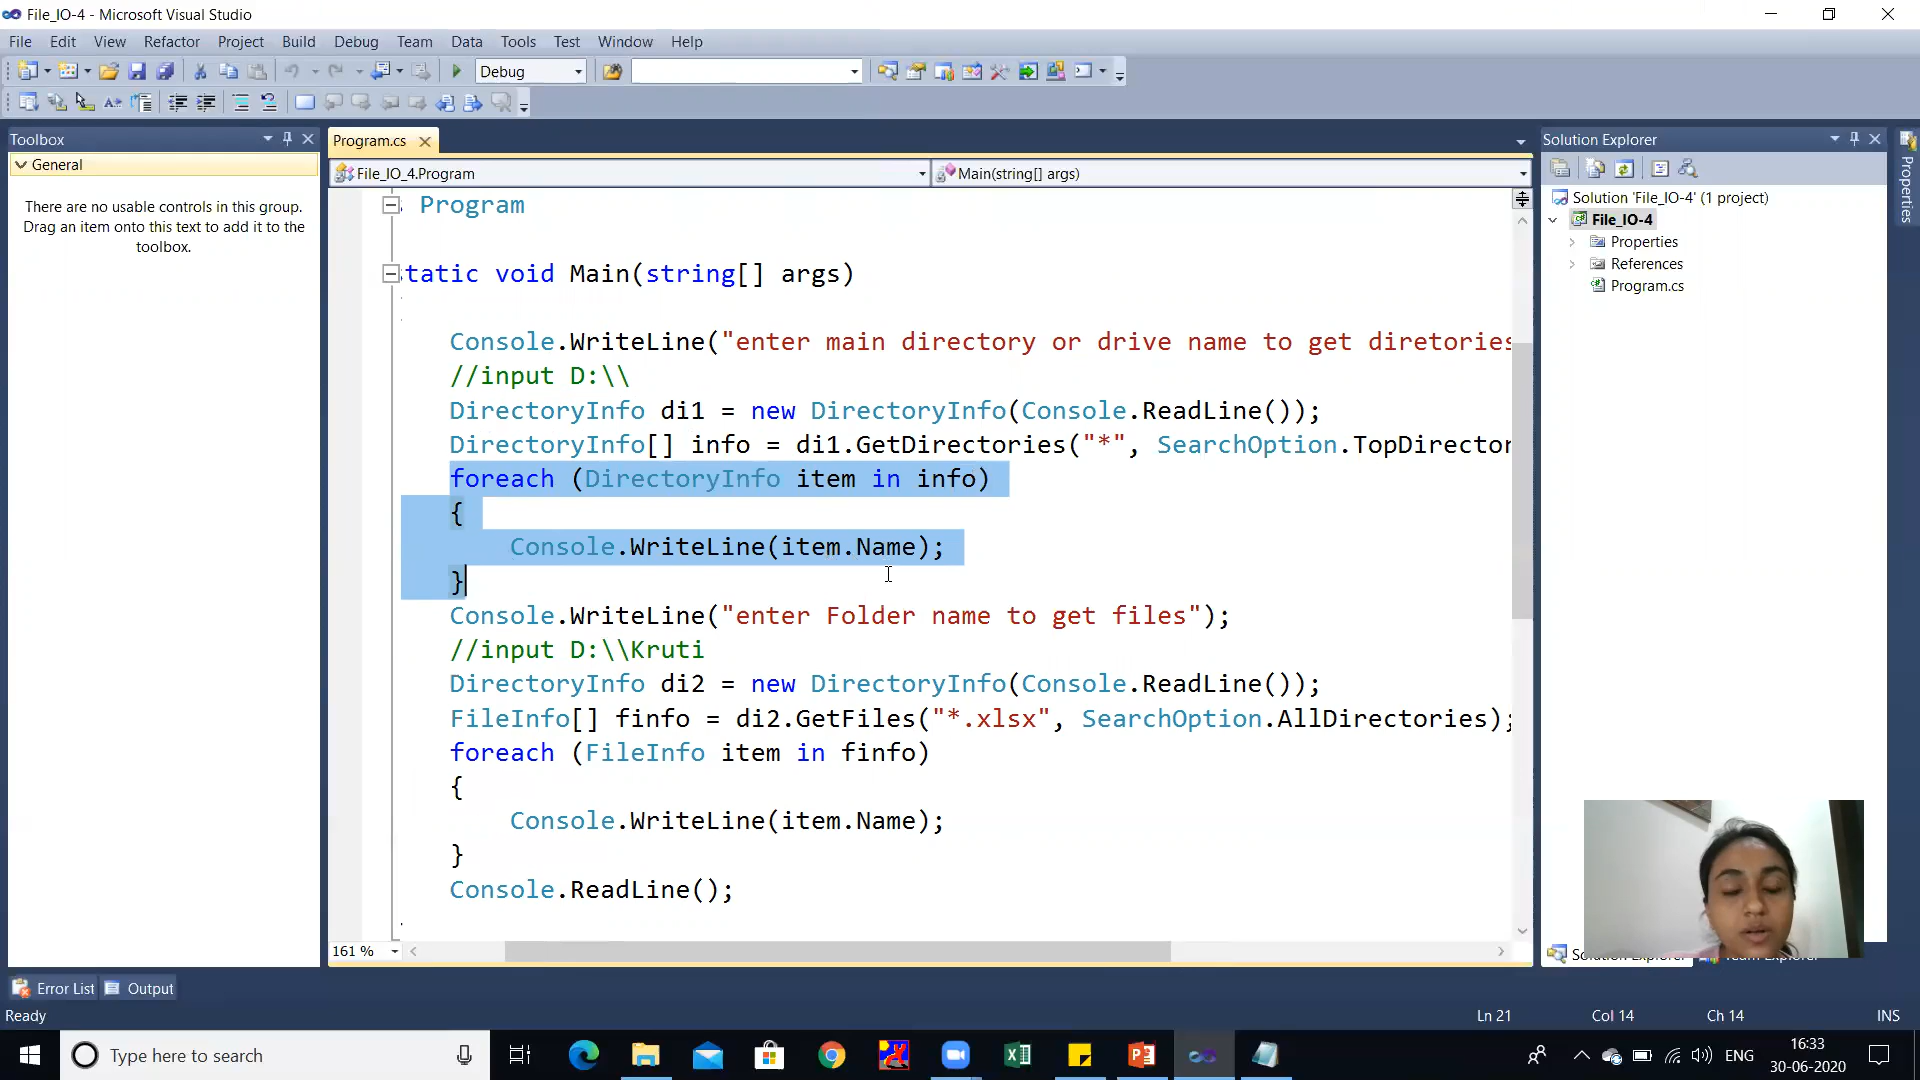 File_IO-4 - Microsoft Visual Studio
File Edit View Refactor Project Build Debug Team Data Tools Test Window Help
Debug
Toolbox
General
There are no usable controls in this group.
Drag an item onto this text to add it to the
toolbox.
Program.cs
File_IO_4.Program
Main(string[] args)
Program
tatic void Main(string[] args)
Console.WriteLine("enter main directory or drive name to get diretories
//input D:\\
DirectoryInfo di1 = new DirectoryInfo(Console.ReadLine());
DirectoryInfo[] info = di1.GetDirectories("*", SearchOption.TopDirector
foreach (DirectoryInfo item in info)
{
Console.WriteLine(item.Name);
}
Console.WriteLine("enter Folder name to get files");
//input D:\\Kruti
DirectoryInfo di2 = new DirectoryInfo(Console.ReadLine());
FileInfo[] finfo = di2.GetFiles("*.xlsx", SearchOption.AllDirectories);
foreach (FileInfo item in finfo)
{
Console.WriteLine(item.Name);
}
Console.ReadLine();
161 %
Solution Explorer
Solution 'File_IO-4' (1 project)
File_IO-4
Properties
References
Program.cs
Properties
Error List
Output
Ready
Ln 21
Col 14
Ch 14
INS
Type here to search
ENG
16:33
30-06-2020